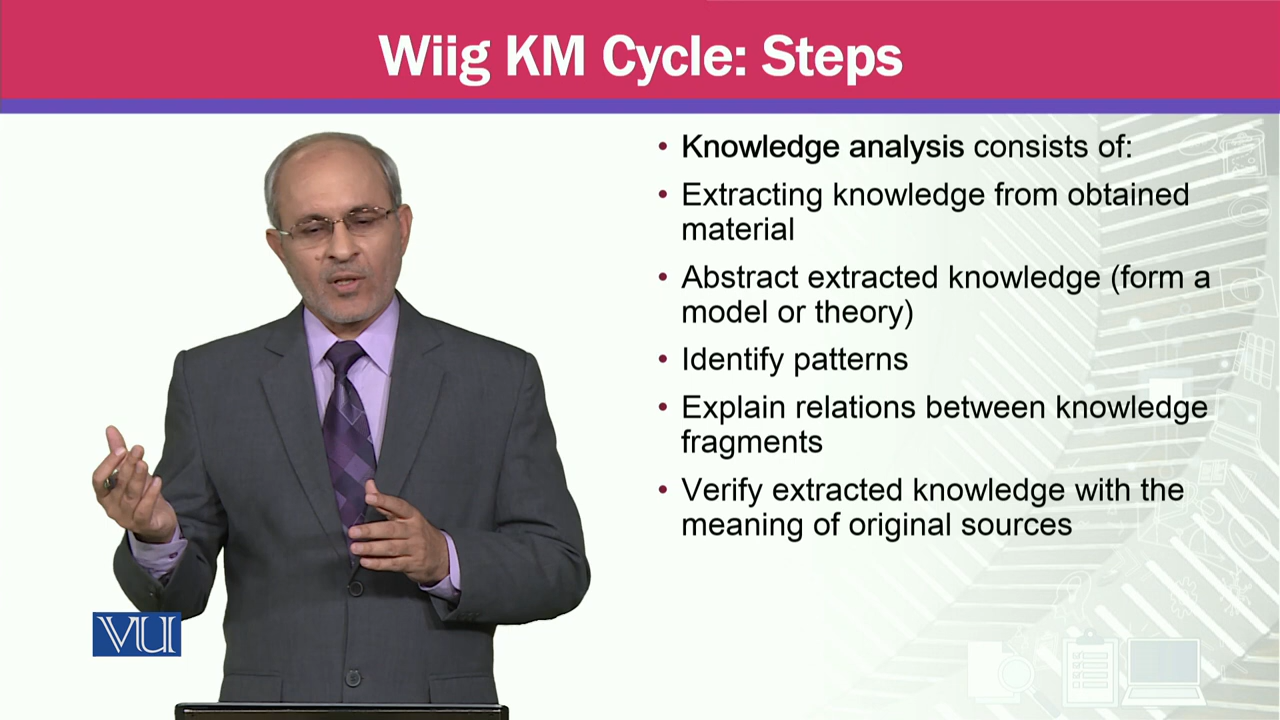 Wiig KM Cycle: Steps
• Knowledge analysis consists of:
• Extracting knowledge from obtained
material
• Abstract extracted knowledge (form a
model or theory)
• Identify patterns
• Explain relations between knowledge
fragments
• Verify extracted knowledge with the
meaning of original sources
VU